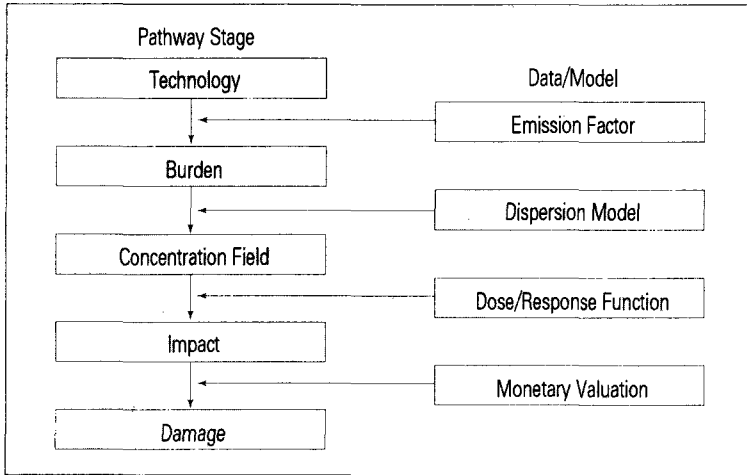 Pathway Stage
Technology
Data/Model
Emission Factor
Burden
Dispersion Model
Concentration Field
Dose/Response Function
Impact
Monetary Valuation
Damage